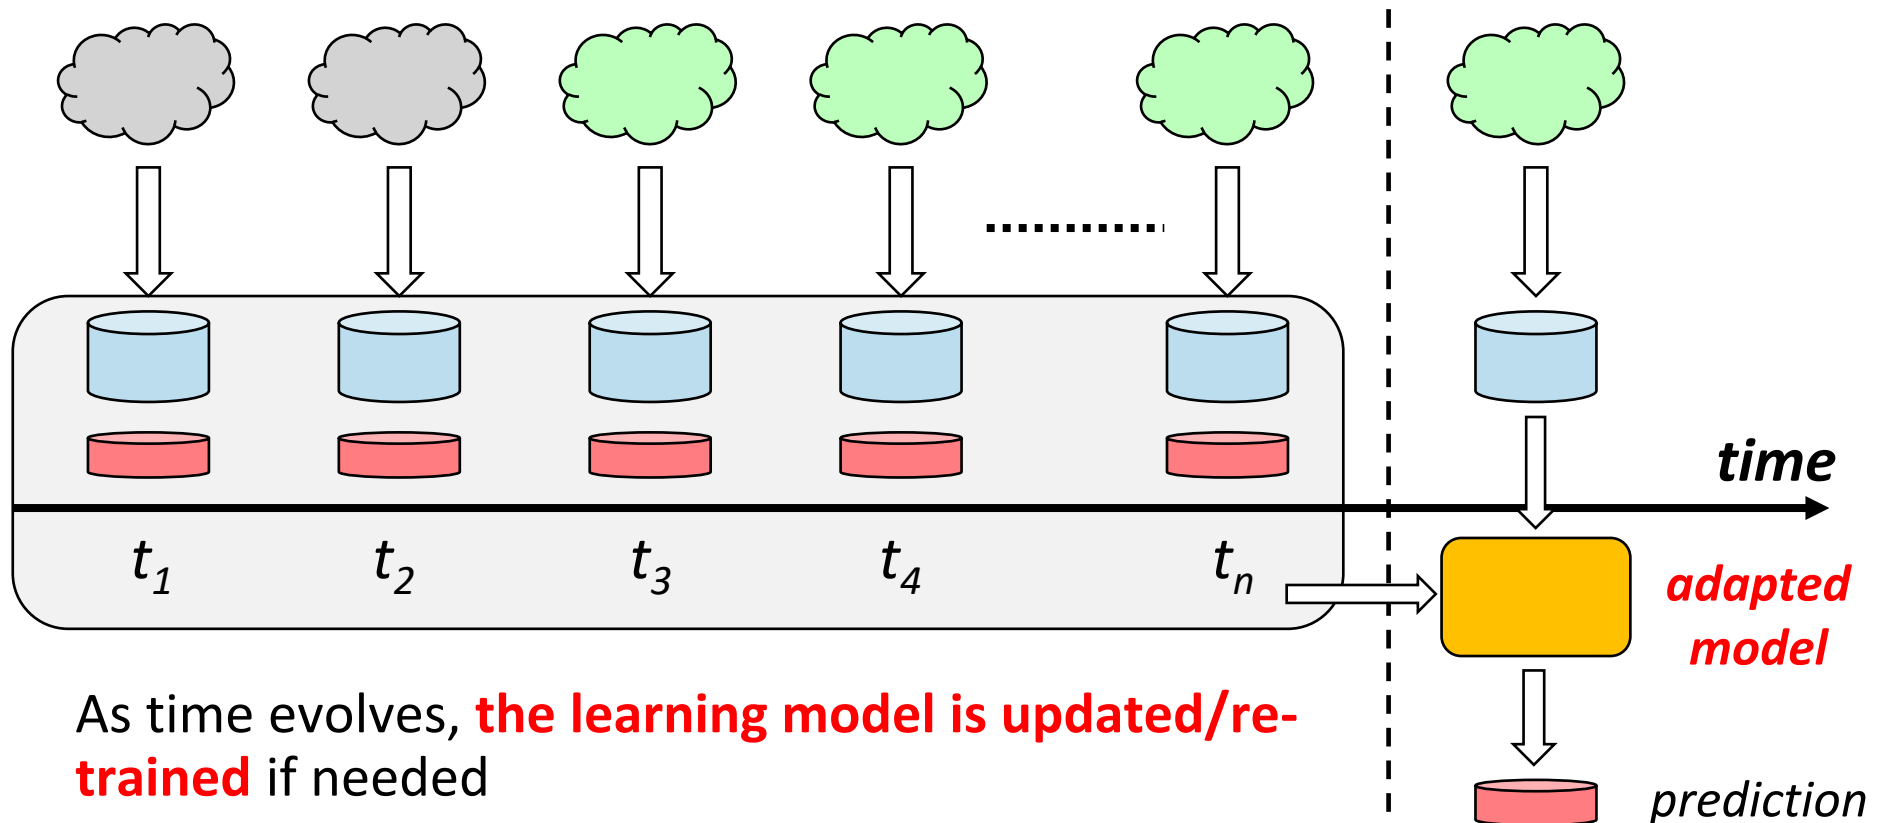 time
t1 t2 t3 t4 tn
adapted
model
As time evolves, the learning model is updated/re-
trained if needed
prediction